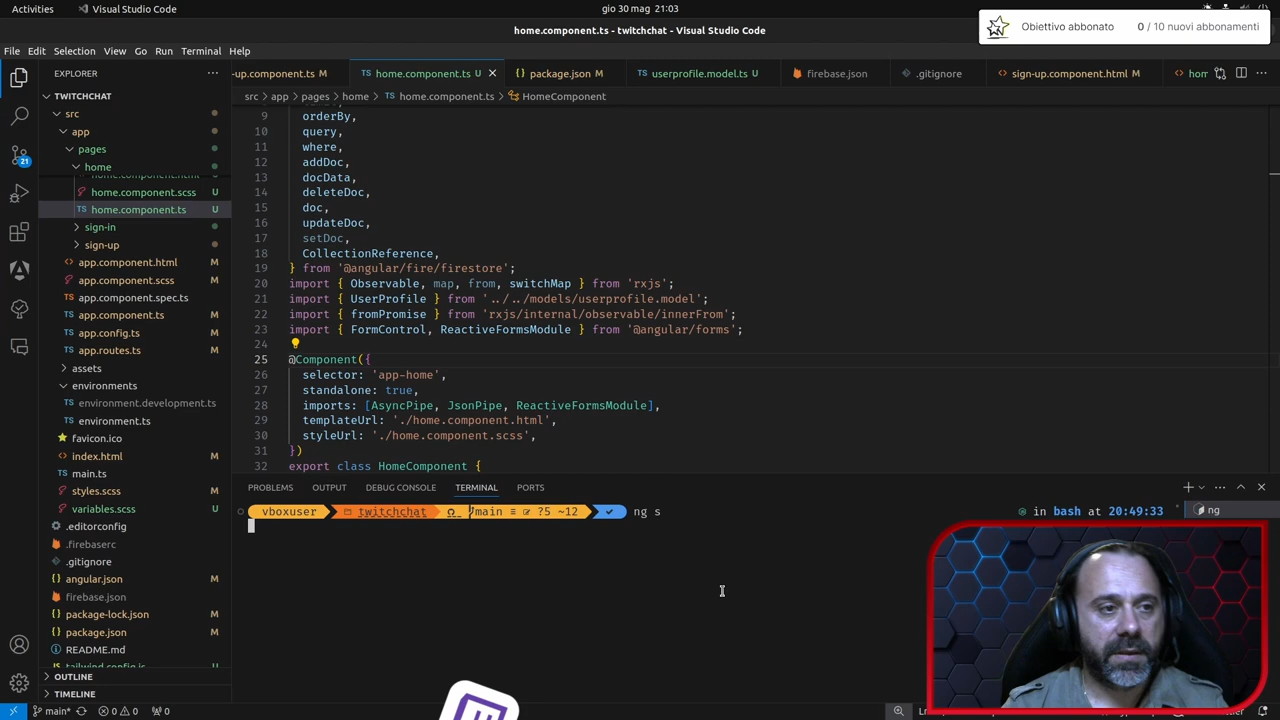 Activities
Visual Studio Code
gio 30 mag 21:03
home.component.ts - twitchchat - Visual Studio Code
Obiettivo abbonato 0 / 10 nuovi abbonamenti
File Edit Selection View Go Run Terminal Help
EXPLORER
-up.component.ts M
TS home.component.ts U
package.json M
TS userprofile.model.ts U
firebase.json
.gitignore
sign-up.component.html M
hom
TWITCHCHAT
src > app > pages > home > TS home.component.ts > HomeComponent
src
app
pages
home
home.component.scss U
TS home.component.ts U
sign-in
sign-up
app.component.html M
app.component.scss M
app.component.spec.ts
app.component.ts M
app.config.ts M
app.routes.ts M
assets
environments
environment.development.ts
environment.ts
favicon.ico
index.html M
main.ts
styles.scss M
variables.scss U
.editorconfig
.firebaserc
.gitignore
angular.json M
firebase.json
package-lock.json M
package.json M
README.md
tailwind.config.js U
OUTLINE
TIMELINE
21
9 orderBy,
10 query,
11 where,
12 addDoc,
13 docData,
14 deleteDoc,
15 doc,
16 updateDoc,
17 setDoc,
18 CollectionReference,
19 } from '@angular/fire/firestore';
20 import { Observable, map, from, switchMap } from 'rxjs';
21 import { UserProfile } from '../../models/userprofile.model';
22 import { fromPromise } from 'rxjs/internal/observable/innerFrom';
23 import { FormControl, ReactiveFormsModule } from '@angular/forms';
24
25 @Component({
26 selector: 'app-home',
27 standalone: true,
28 imports: [AsyncPipe, JsonPipe, ReactiveFormsModule],
29 templateUrl: './home.component.html',
30 styleUrl: './home.component.scss',
31 })
32 export class HomeComponent {
PROBLEMS OUTPUT DEBUG CONSOLE TERMINAL PORTS
vboxuser twitchchat main ≡ ?5 ~12 ✔ ng s
in bash at 20:49:33
ng
main* 0 0 0